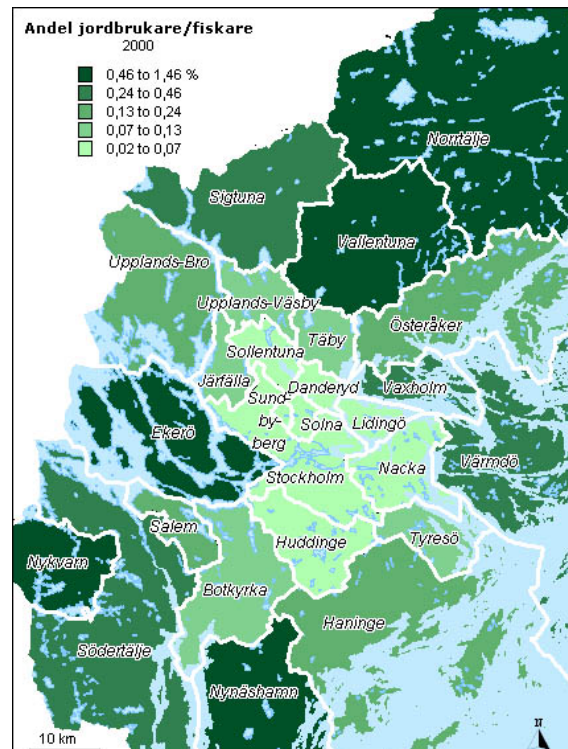 Andel jordbrukare/fiskare
2000
0,46 to 1,46 %
0,24 to 0,46
0,13 to 0,24
0,07 to 0,13
0,02 to 0,07
Norrtälje
Sigtuna
Vallentuna
Upplands-Bro
Upplands-Väsby
Österåker
Täby
Sollentuna
Järfälla
Danderyd
Vaxholm
Sund-
by-
berg
Solna
Lidingö
Ekerö
Värmdö
Nacka
Stockholm
Salem
Huddinge
Tyresö
Nykvarn
Botkyrka
Haninge
Södertälje
Nynäshamn
10 km
N